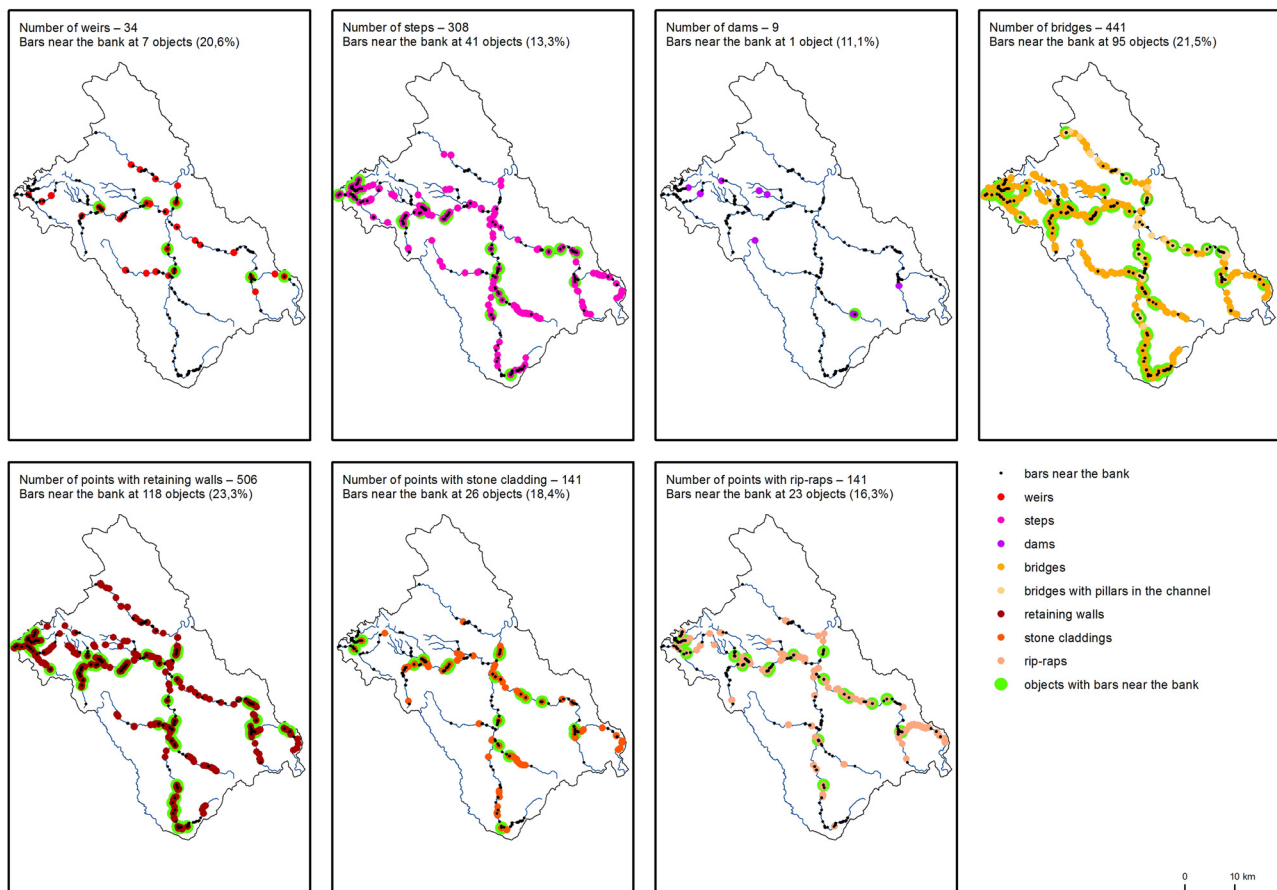 Number of weirs – 34
Bars near the bank at 7 objects (20,6%)
Number of steps – 308
Bars near the bank at 41 objects (13,3%)
Number of dams – 9
Bars near the bank at 1 object (11,1%)
Number of bridges – 441
Bars near the bank at 95 objects (21,5%)
Number of points with retaining walls – 506
Bars near the bank at 118 objects (23,3%)
Number of points with stone cladding – 141
Bars near the bank at 26 objects (18,4%)
Number of points with rip-raps – 141
Bars near the bank at 23 objects (16,3%)
bars near the bank
weirs
steps
dams
bridges
bridges with pillars in the channel
retaining walls
stone claddings
rip-raps
objects with bars near the bank
0 10 km